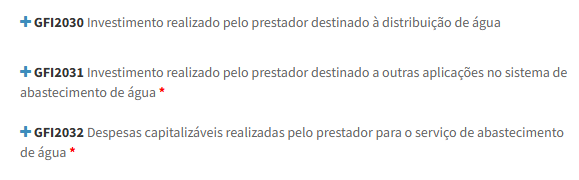 + GFI2030 Investimento realizado pelo prestador destinado à distribuição de água
+ GFI2031 Investimento realizado pelo prestador destinado a outras aplicações no sistema de
abastecimento de água *
+ GFI2032 Despesas capitalizáveis realizadas pelo prestador para o serviço de abastecimento
de água *